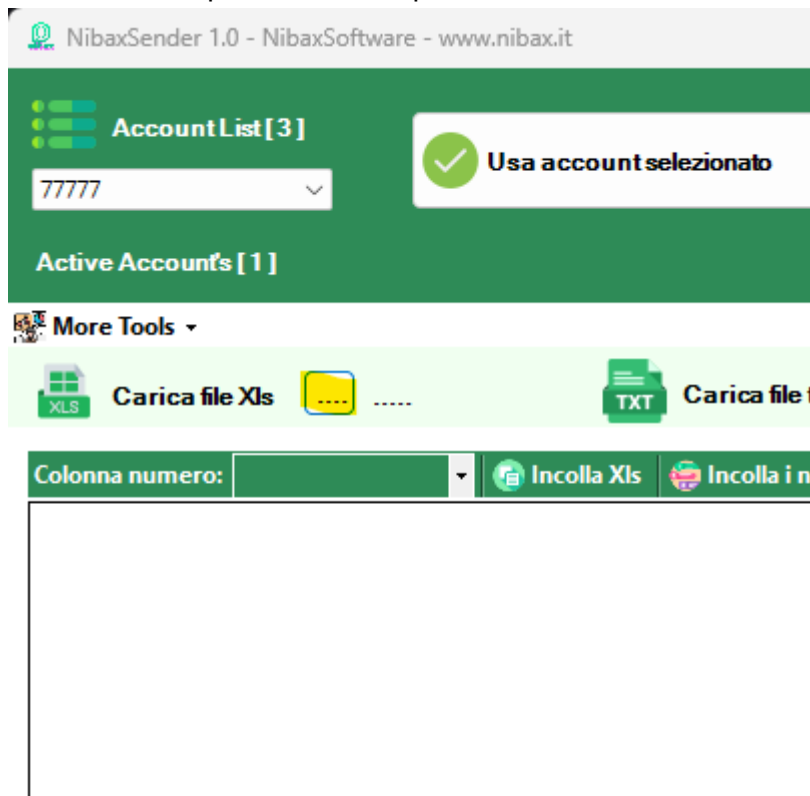 NibaxSender 1.0 - NibaxSoftware - www.nibax.it
Account List [ 3 ]
Usa account selezionato
77777
Active Account's [ 1 ]
More Tools
XLS Carica file Xls .... ..... TXT Carica file
Colonna numero: Incolla Xls Incolla i